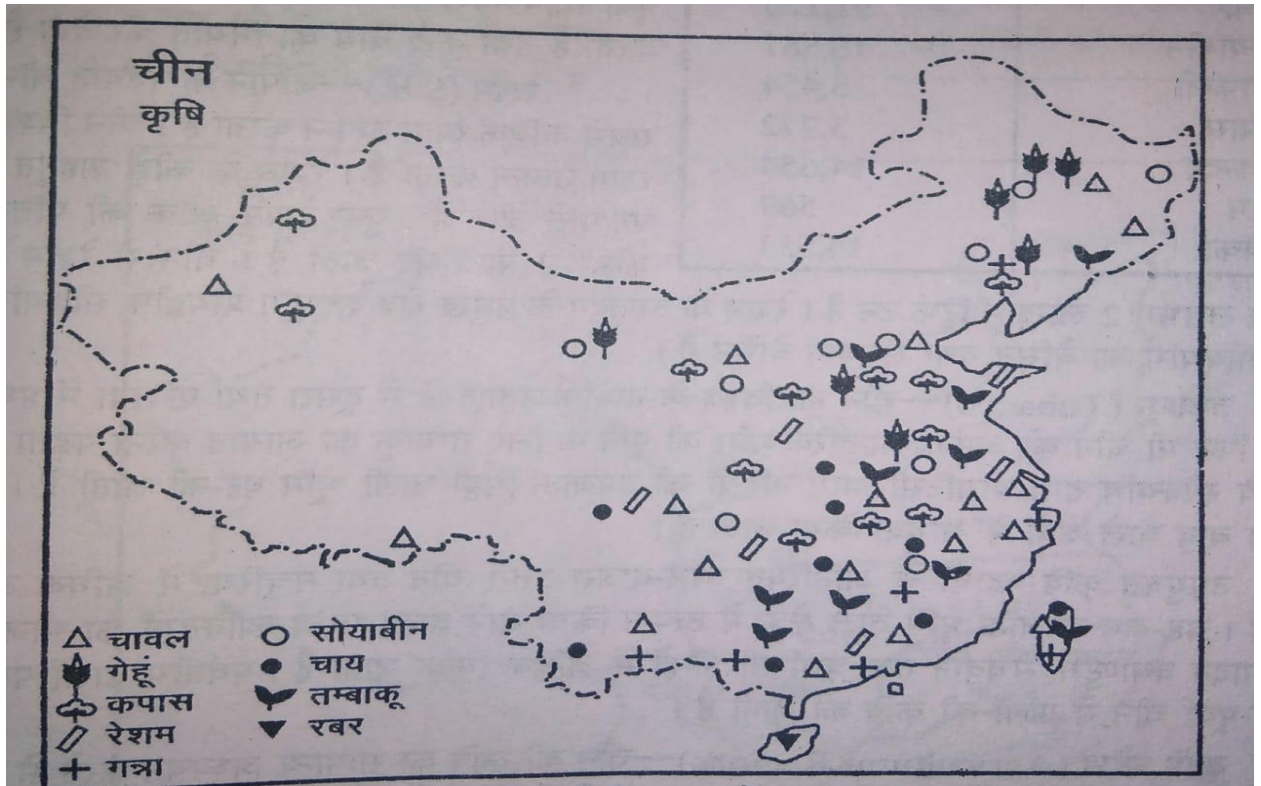 चीन
कृषि
चावल
गेहूं
कपास
रेशम
गन्ना
सोयाबीन
चाय
तम्बाकू
रबर